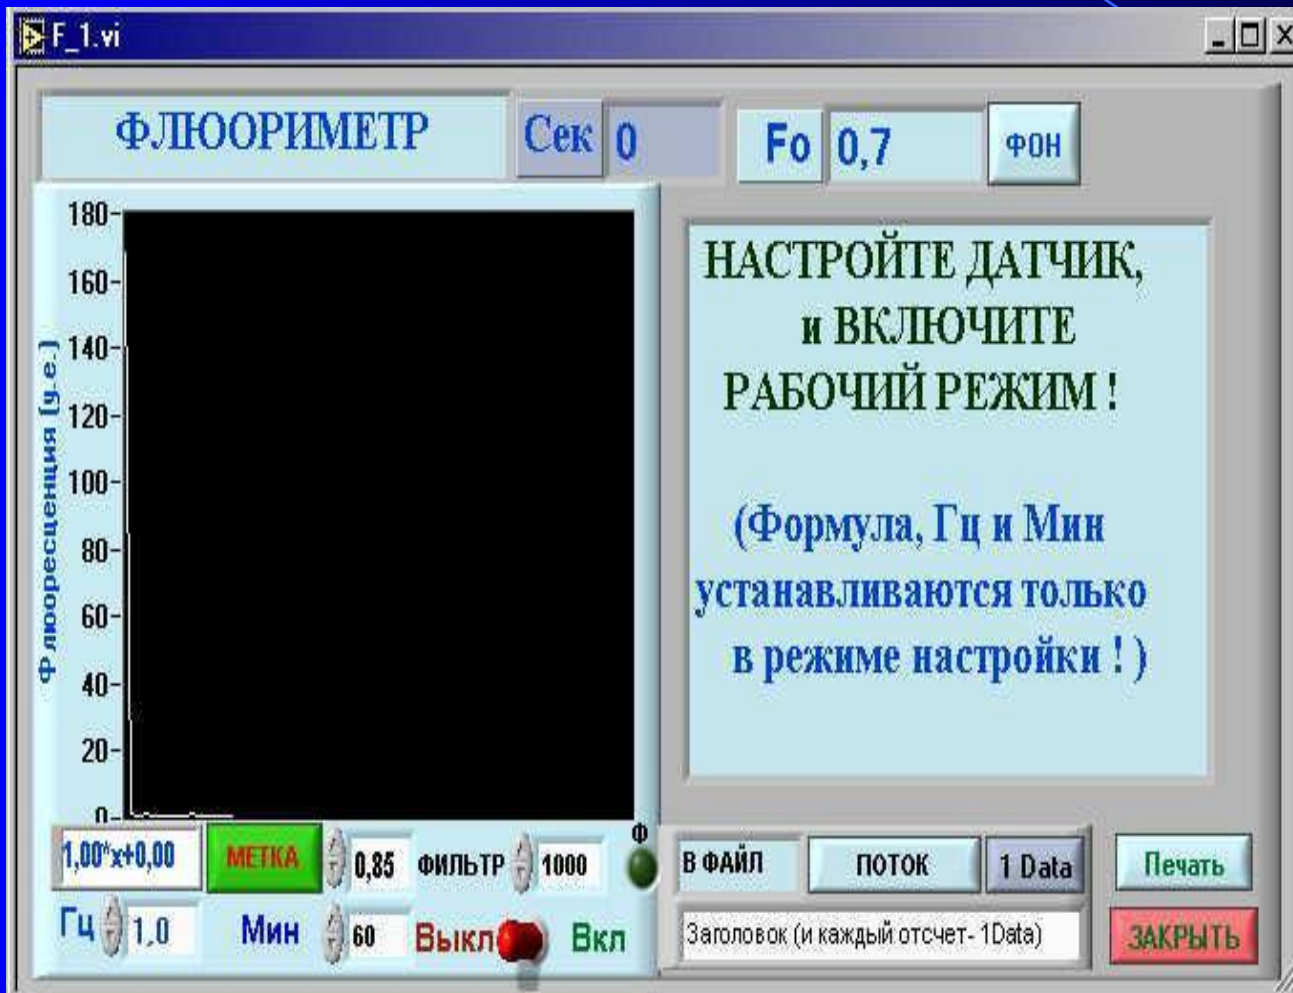 F_1.vi
ФЛЮОРИМЕТР
Сек 0
Fo 0,7
ФОН
180
160
140
120
100
80
60
40
20
0
Флюоресценция (у.е.)
НАСТРОЙТЕ ДАТЧИК,
и ВКЛЮЧИТЕ
РАБОЧИЙ РЕЖИМ !
(Формула, Гц и Мин
устанавливаются только
в режиме настройки ! )
1,00*x+0,00
МЕТКА
0,85
ФИЛЬТР
1000
Ф
Гц
1,0
Мин
60
Выкл
Вкл
В ФАЙЛ
ПОТОК
1 Data
Печать
Заголовок (и каждый отсчет- 1Data)
ЗАКРЫТЬ